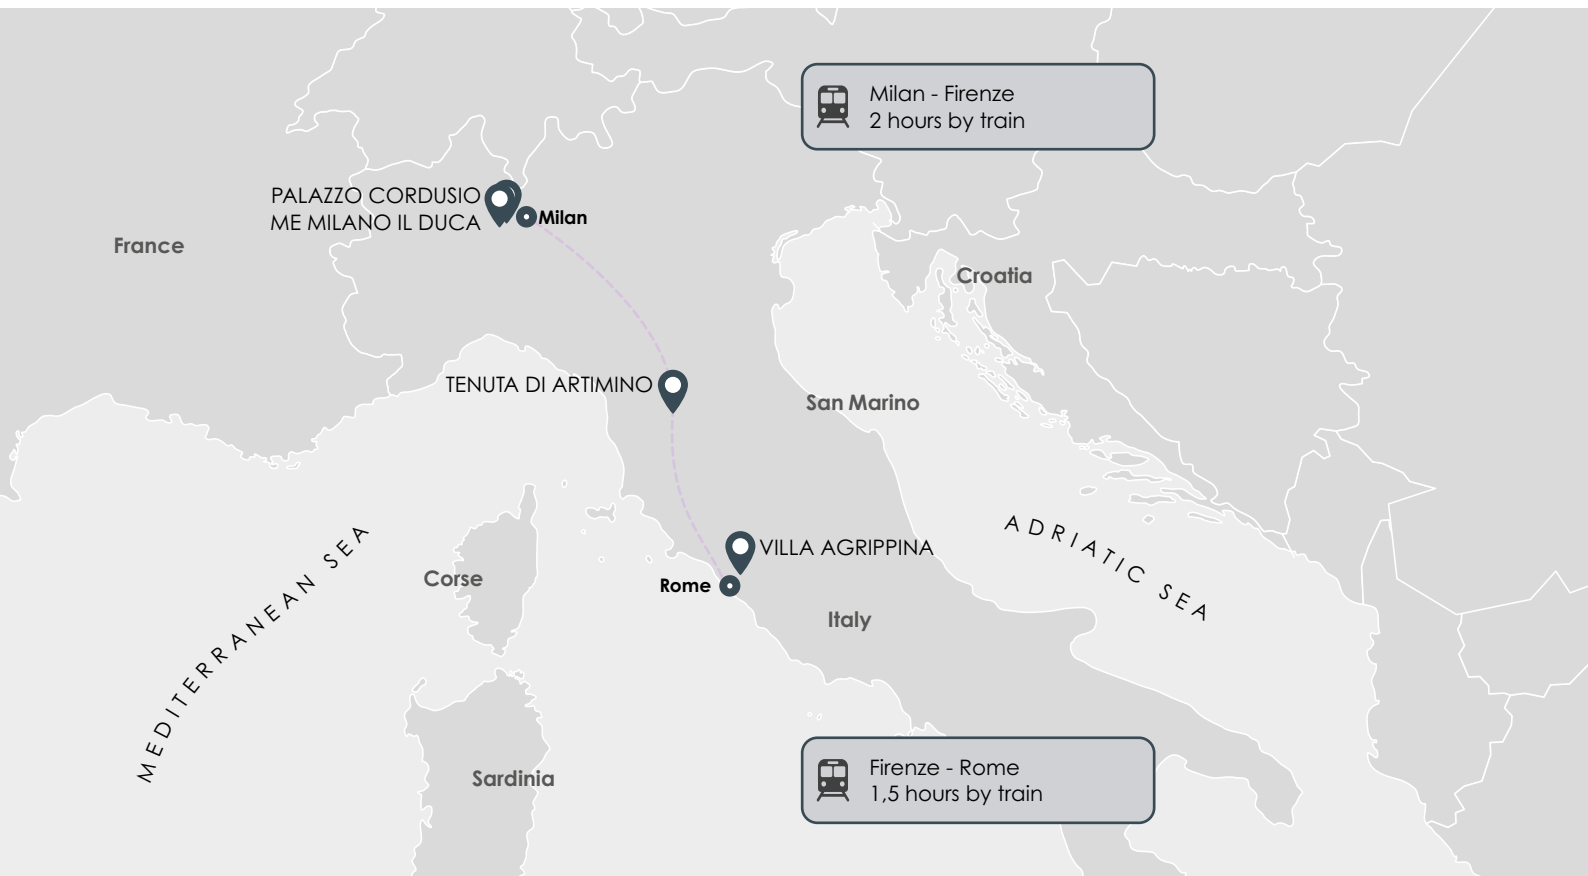 Milan - Firenze
2 hours by train
PALAZZO CORDUSIO
ME MILANO IL DUCA
Milan
France
Croatia
TENUTA DI ARTIMINO
San Marino
ADRIATIC SEA
MEDITERRANEAN SEA
VILLA AGRIPPINA
Corse
Rome
Italy
Sardinia
Firenze - Rome
1,5 hours by train